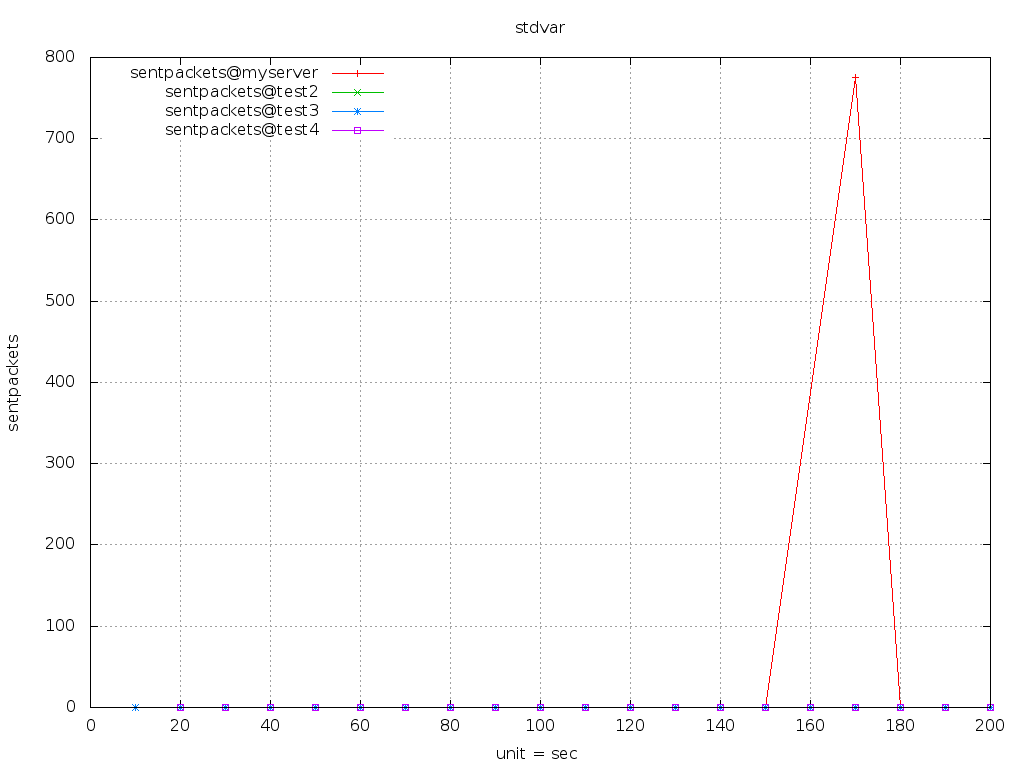 stdvar
800
700
600
500
400
300
200
100
0
sentpackets@myserver
sentpackets@test2
sentpackets@test3
sentpackets@test4
sentpackets
0 20 40 60 80 100 120 140 160 180 200
unit = sec